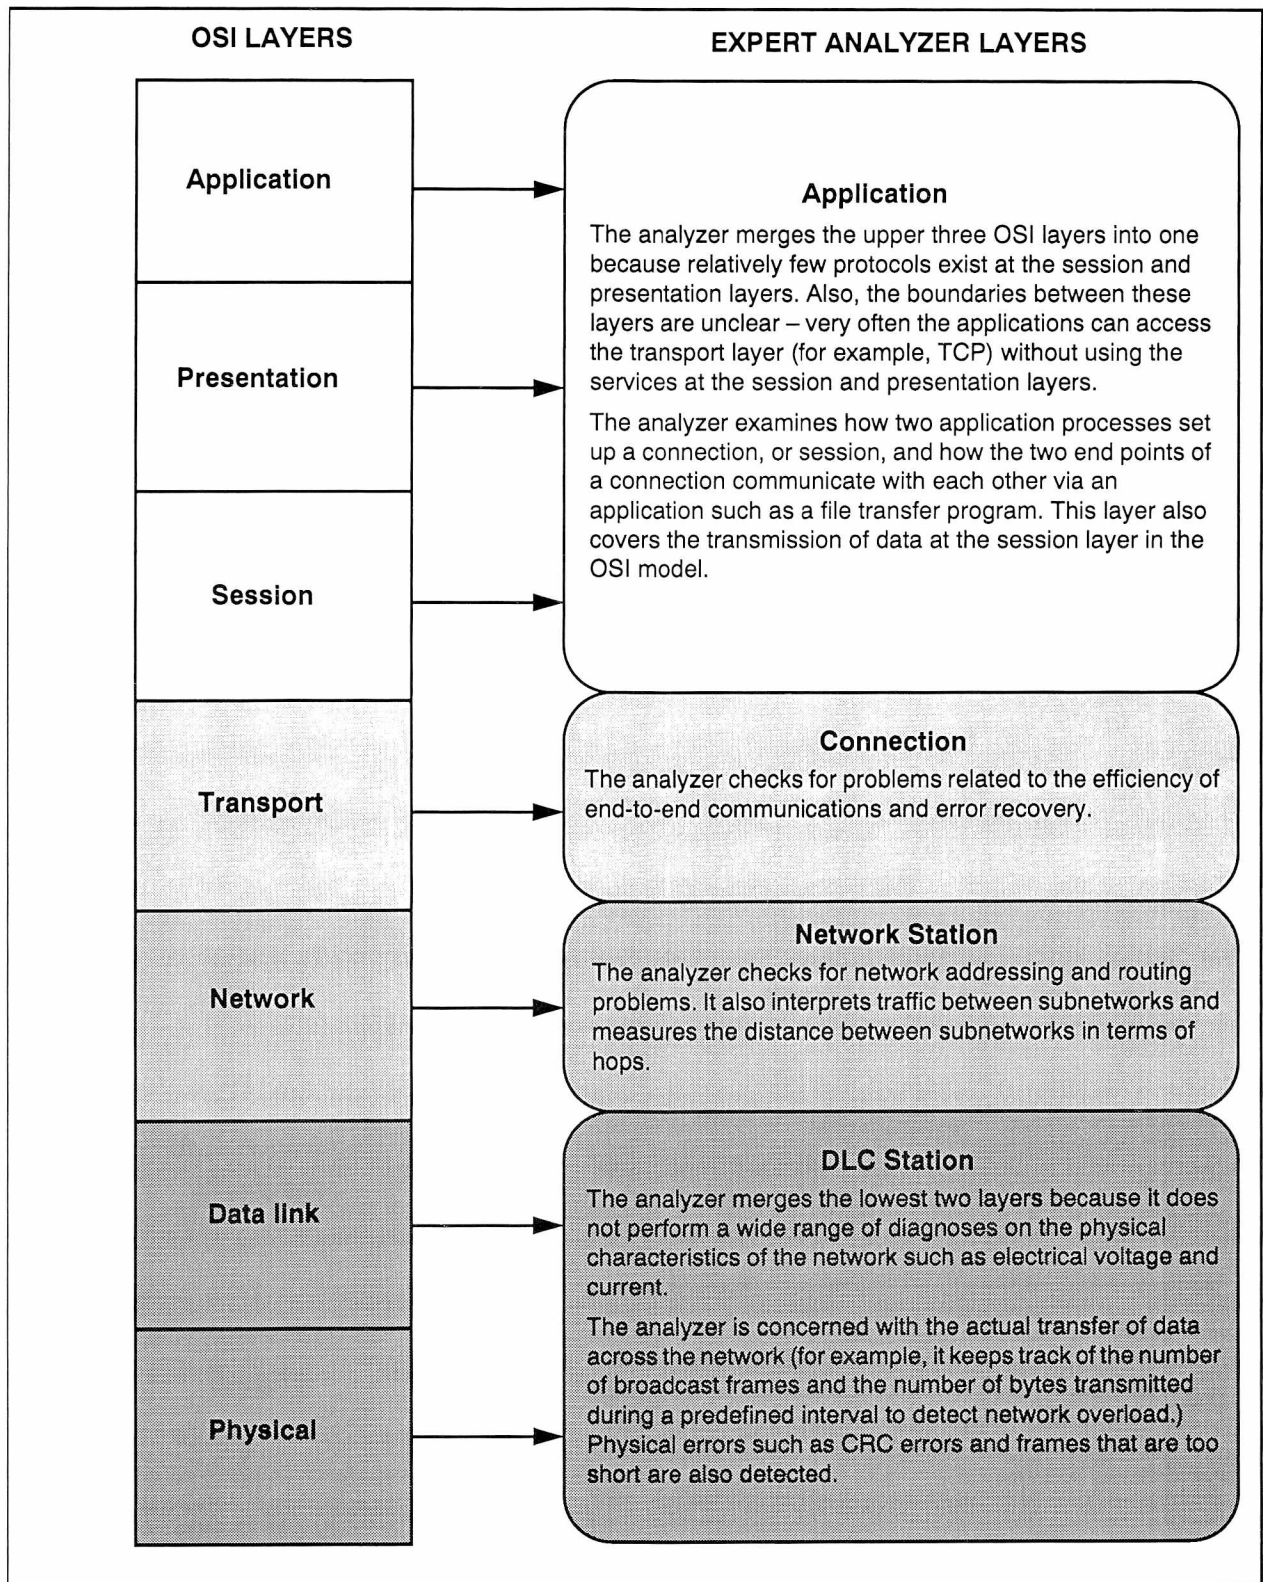 OSI LAYERS
EXPERT ANALYZER LAYERS
Application
Presentation
Session
Transport
Network
Data link
Physical
Application
The analyzer merges the upper three OSI layers into one
because relatively few protocols exist at the session and
presentation layers. Also, the boundaries between these
layers are unclear – very often the applications can access
the transport layer (for example, TCP) without using the
services at the session and presentation layers.
The analyzer examines how two application processes set
up a connection, or session, and how the two end points of
a connection communicate with each other via an
application such as a file transfer program. This layer also
covers the transmission of data at the session layer in the
OSI model.
Connection
The analyzer checks for problems related to the efficiency of
end-to-end communications and error recovery.
Network Station
The analyzer checks for network addressing and routing
problems. It also interprets traffic between subnetworks and
measures the distance between subnetworks in terms of
hops.
DLC Station
The analyzer merges the lowest two layers because it does
not perform a wide range of diagnoses on the physical
characteristics of the network such as electrical voltage and
current.
The analyzer is concerned with the actual transfer of data
across the network (for example, it keeps track of the number
of broadcast frames and the number of bytes transmitted
during a predefined interval to detect network overload.)
Physical errors such as CRC errors and frames that are too
short are also detected.